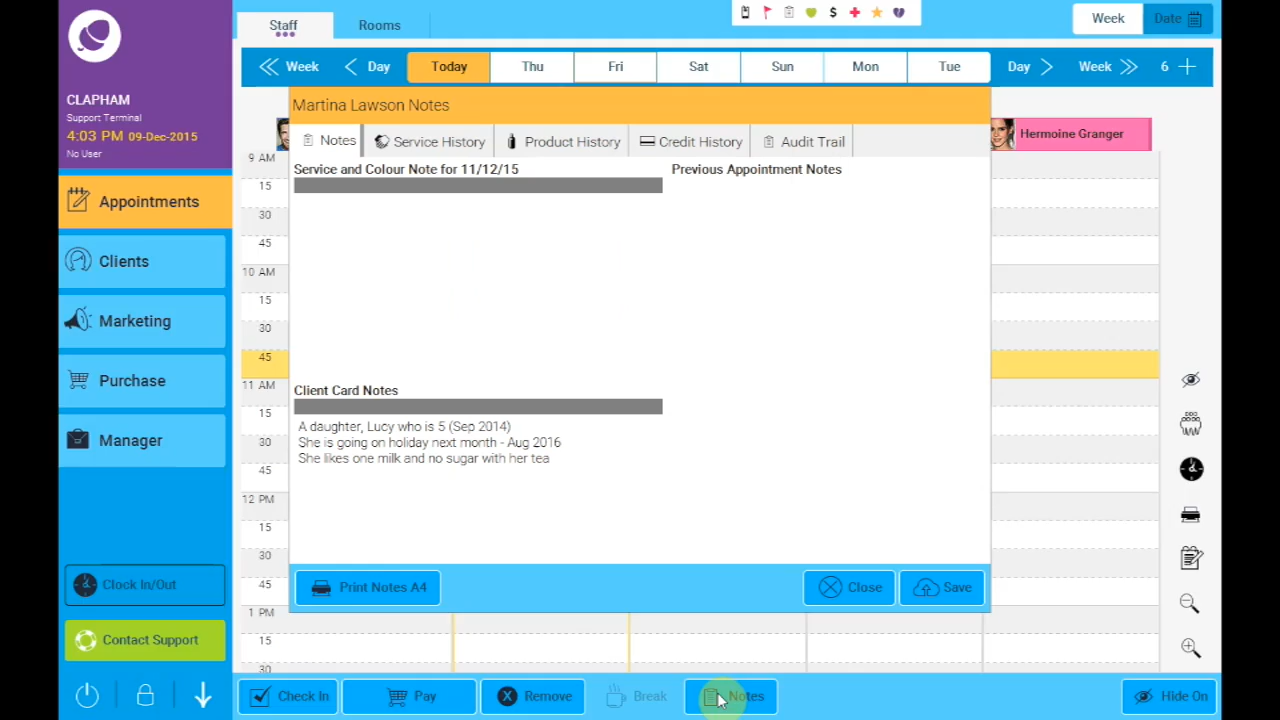 Staff
Rooms
$
Week
Date
CLAPHAM
Support Terminal
4:03 PM 09-Dec-2015
No User
Week
Day
Today
Thu
Fri
Sat
Sun
Mon
Tue
Day
Week
6
Martina Lawson Notes
Notes
Service History
Product History
Credit History
Audit Trail
Hermoine Granger
Service and Colour Note for 11/12/15
Previous Appointment Notes
Client Card Notes
A daughter, Lucy who is 5 (Sep 2014)
She is going on holiday next month - Aug 2016
She likes one milk and no sugar with her tea
Print Notes A4
Close
Save
9 AM
15
30
45
10 AM
15
30
45
11 AM
15
30
45
12 PM
15
30
45
1 PM
15
30
Appointments
Clients
Marketing
Purchase
Manager
Clock In/Out
Contact Support
Check In
Pay
Remove
Break
Notes
Hide On